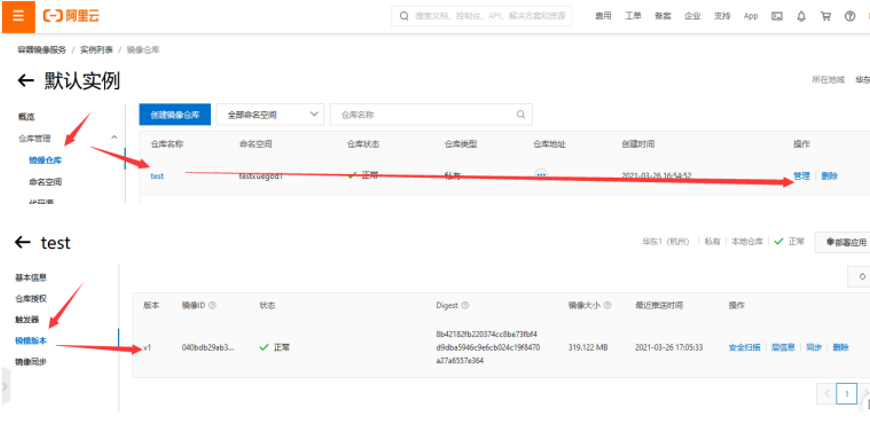 阿里云
搜索文档、控制台、API、解决方案和资源
费用 工单 备案 企业 支持 App
容器镜像服务 / 实例列表 / 镜像仓库
← 默认实例
所在地域 华东
概览
创建镜像仓库 全部命名空间 仓库名称
仓库管理
仓库名称 命名空间 仓库状态 仓库类型 仓库地址 创建时间 操作
镜像仓库
test testxuegod1 正常 私有 2021-03-26 16:54:52 管理 删除
命名空间
代码源
← test
华东1（杭州） 私有 本地仓库 正常 部署应用
基本信息
仓库授权
版本 镜像ID 状态 Digest 镜像大小 最近推送时间 操作
触发器
镜像版本
v1 040bdb29ab3... 正常 8b42182fb220374cc8be73fbf4
d9dba5946c9e6cb024c19f8470
a27a6557e364
319.122 MB 2021-03-26 17:05:33 安全扫描 层信息 同步 删除
镜像同步
1